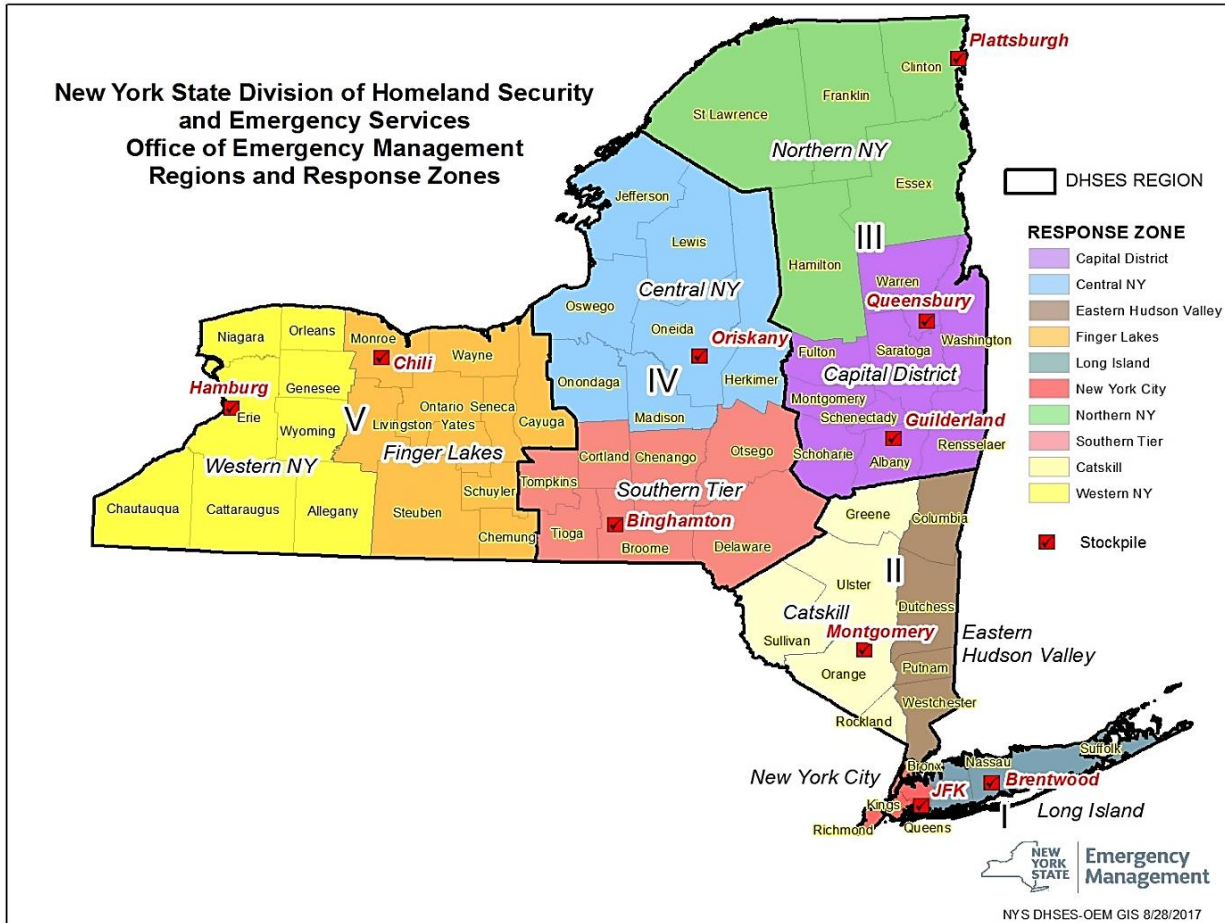 New York State Division of Homeland Security
and Emergency Services
Office of Emergency Management
Regions and Response Zones
Plattsburgh
Clinton
Franklin
St Lawrence
Northern NY
Essex
Hamilton
III
DHSES REGION
RESPONSE ZONE
Capital District
Central NY
Eastern Hudson Valley
Finger Lakes
Long Island
New York City
Northern NY
Southern Tier
Catskill
Western NY
Stockpile
Jefferson
Lewis
Central NY
Oswego
Oneida
Oriskany
Onondaga
IV
Herkimer
Madison
Warren
Queensbury
Washington
Fulton
Saratoga
Capital District
Montgomery
Schenectady
Guilderland
Rensselaer
Schoharie
Albany
Niagara
Orleans
Monroe
Chili
Wayne
Hamburg
Genesee
Erie
Wyoming
V
Ontario
Seneca
Cayuga
Livingston
Yates
Western NY
Finger Lakes
Chautauqua
Cattaraugus
Allegany
Steuben
Schuyler
Chemung
Cortland
Chenango
Otsego
Tompkins
Southern Tier
Tioga
Binghamton
Broome
Delaware
Greene
Columbia
II
Ulster
Catskill
Dutchess
Sullivan
Montgomery
Eastern
Hudson Valley
Orange
Putnam
Westchester
Rockland
New York City
Bronx
Nassau
Suffolk
JFK
Brentwood
Kings
Richmond
Queens
I
Long Island
NEW
YORK
STATE
Emergency
Management
NYS DHSES-OEM GIS 8/28/2017